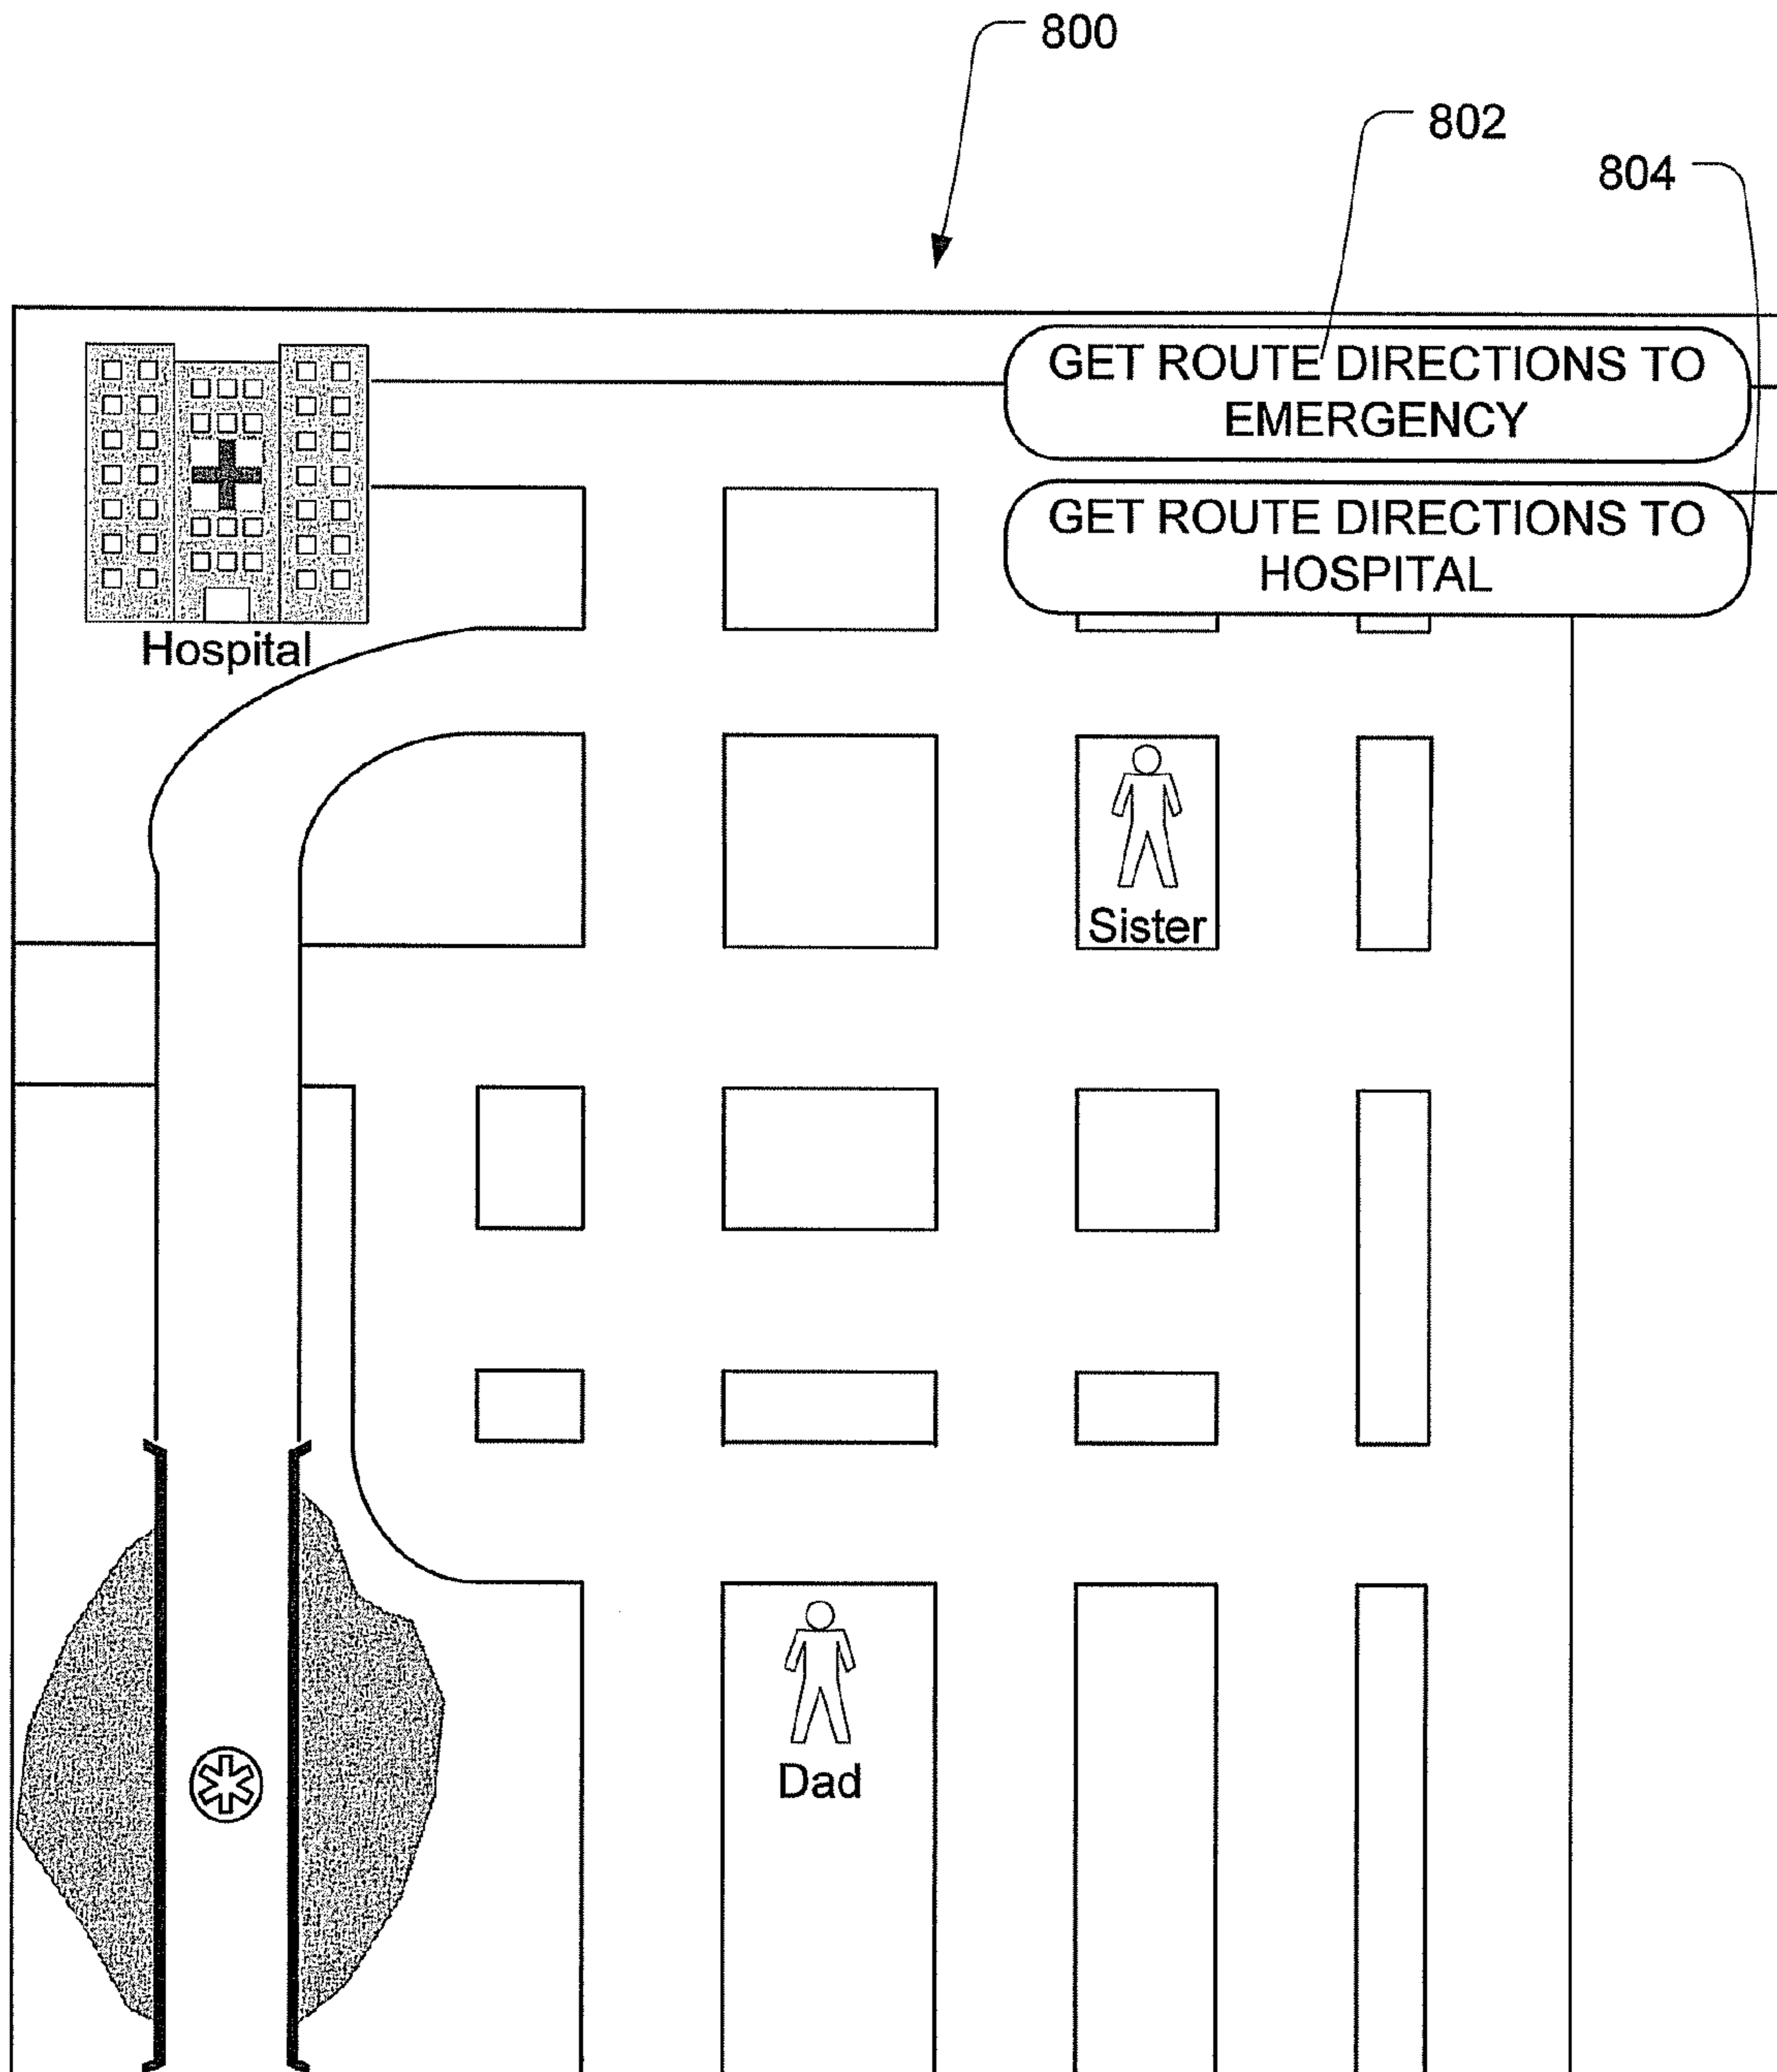 800
802
804
GET ROUTE DIRECTIONS TO
EMERGENCY
GET ROUTE DIRECTIONS TO
HOSPITAL
Hospital
Sister
Dad